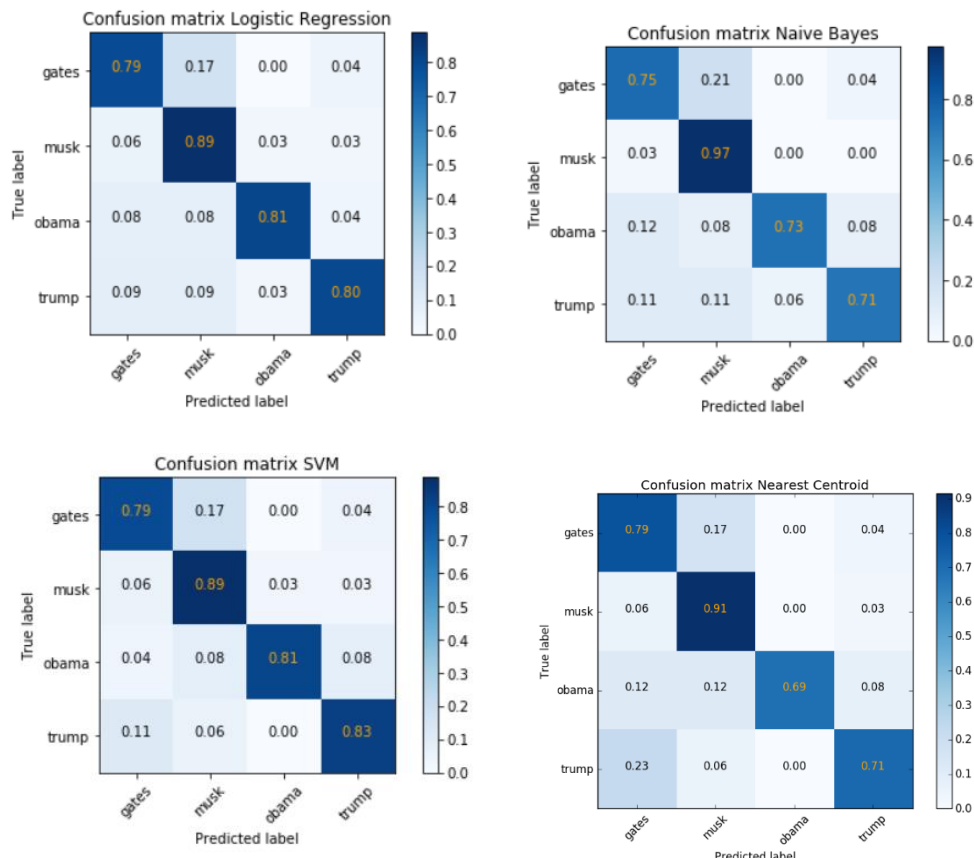 Confusion matrix Logistic Regression
True label
gates 0.79 0.17 0.00 0.04
musk 0.06 0.89 0.03 0.03
obama 0.08 0.08 0.81 0.04
trump 0.09 0.09 0.03 0.80
gates musk obama trump
Predicted label
0.8
0.7
0.6
0.5
0.4
0.3
0.2
0.1
0.0
Confusion matrix Naive Bayes
True label
gates 0.75 0.21 0.00 0.04
musk 0.03 0.97 0.00 0.00
obama 0.12 0.08 0.73 0.08
trump 0.11 0.11 0.06 0.71
gates musk obama trump
Predicted label
0.8
0.6
0.4
0.2
0.0
Confusion matrix SVM
True label
gates 0.79 0.17 0.00 0.04
musk 0.06 0.89 0.03 0.03
obama 0.04 0.08 0.81 0.08
trump 0.11 0.06 0.00 0.83
gates musk obama trump
Predicted label
0.8
0.7
0.6
0.5
0.4
0.3
0.2
0.1
0.0
Confusion matrix Nearest Centroid
True label
gates 0.79 0.17 0.00 0.04
musk 0.06 0.91 0.00 0.03
obama 0.12 0.12 0.69 0.08
trump 0.23 0.06 0.00 0.71
gates musk obama trump
Predicted label
0.9
0.8
0.7
0.6
0.5
0.4
0.3
0.2
0.1
0.0